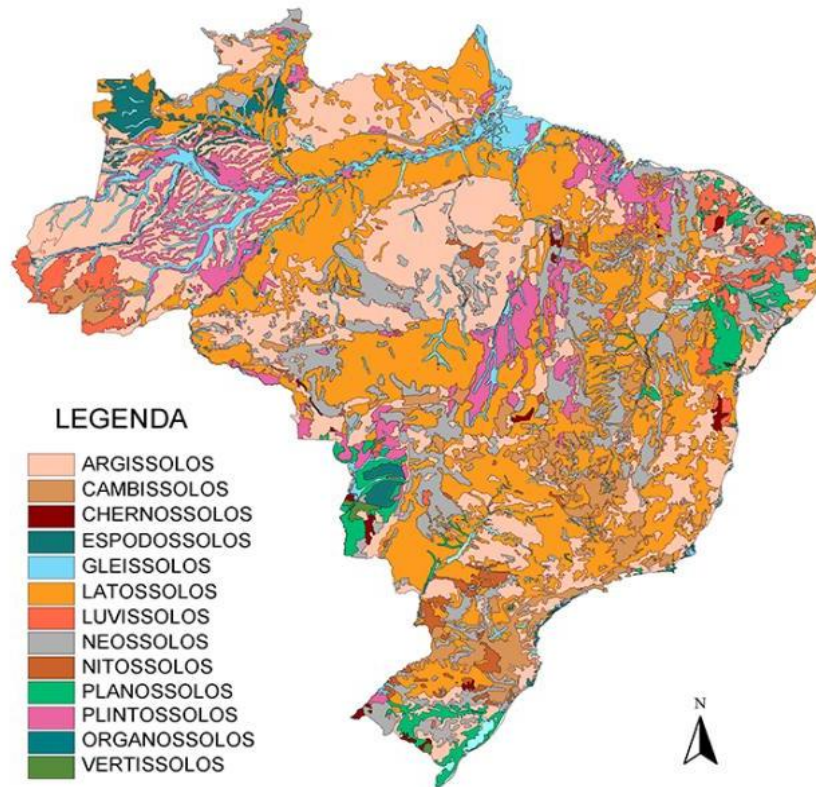 N
LEGENDA
ARGISSOLOS
CAMBISSOLOS
CHERNOSSOLOS
ESPODOSSOLOS
GLEISSOLOS
LATOSSOLOS
LUVISSOLOS
NEOSSOLOS
NITOSSOLOS
PLANOSSOLOS
PLINTOSSOLOS
ORGANOSSOLOS
VERTISSOLOS